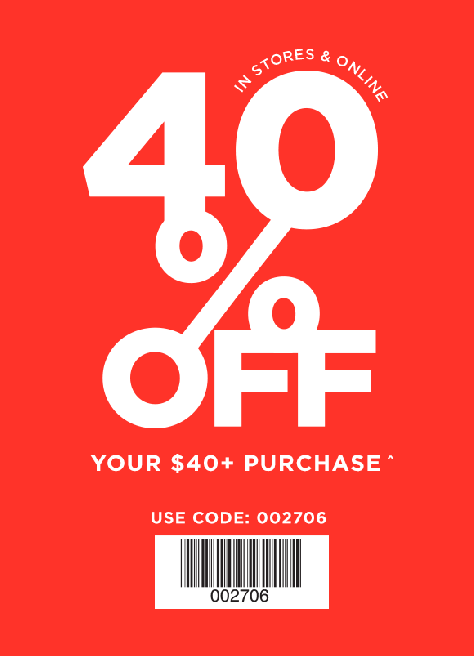 IN STORES & ONLINE
40
%
OFF
YOUR $40+ PURCHASE^
USE CODE: 002706
002706